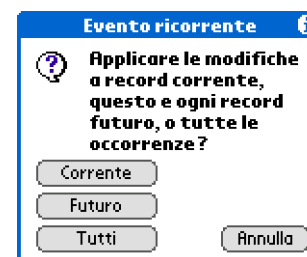 Evento ricorrente
Applicare le modifiche
a record corrente,
questo e ogni record
futuro, o tutte le
occorrenze?
Corrente
Futuro
Tutti
Annulla